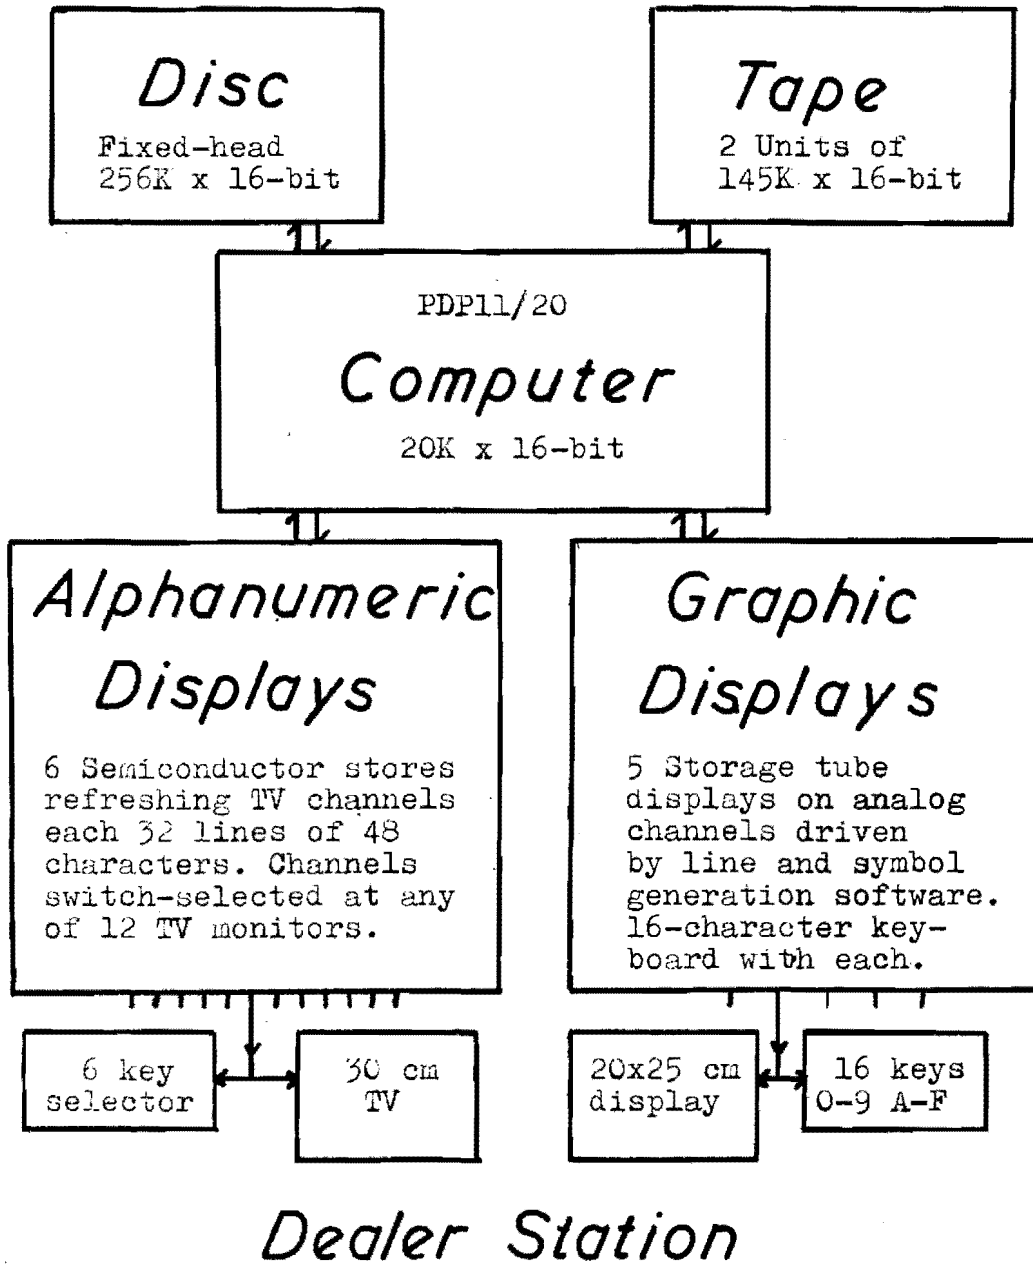 Disc
Fixed-head
256K x 16-bit
Tape
2 Units of
145K x 16-bit
PDP11/20
Computer
20K x 16-bit
Alphanumeric
Displays
6 Semiconductor stores
refreshing TV channels
each 32 lines of 48
characters. Channels
switch-selected at any
of 12 TV monitors.
Graphic
Displays
5 Storage tube
displays on analog
channels driven
by line and symbol
generation software.
16-character key-
board with each.
6 key
selector
30 cm
TV
20x25 cm
display
16 keys
0-9 A-F
Dealer Station